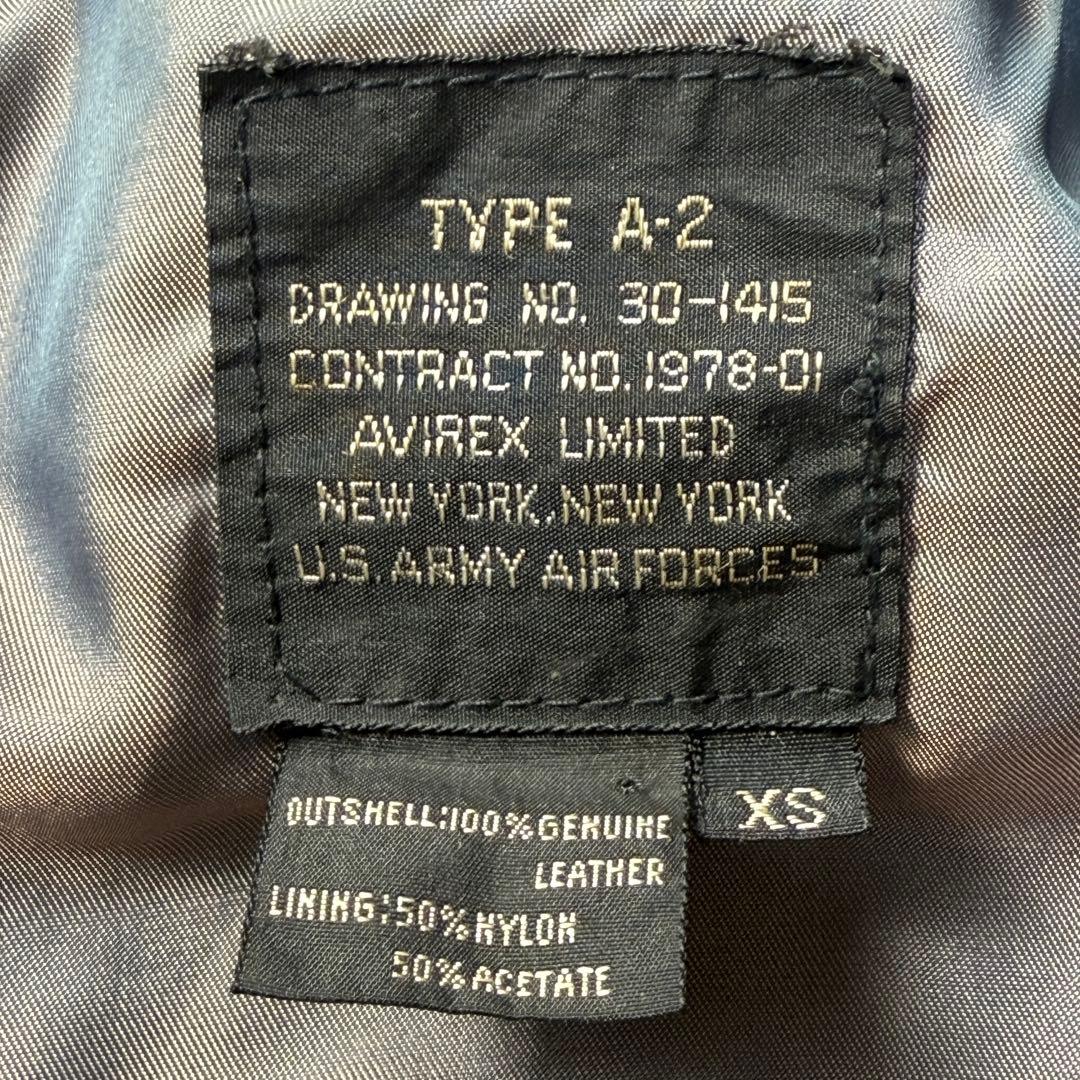 TYPE A-2
DRAWING NO. 30-1415
CONTRACT NO. 1978-01
AVIREX LIMITED
NEW YORK, NEW YORK
U.S. ARMY AIR FORCES
XS
OUTSHELL:100% GENUINE
LEATHER
LINING:50% NYLON
50% ACETATE